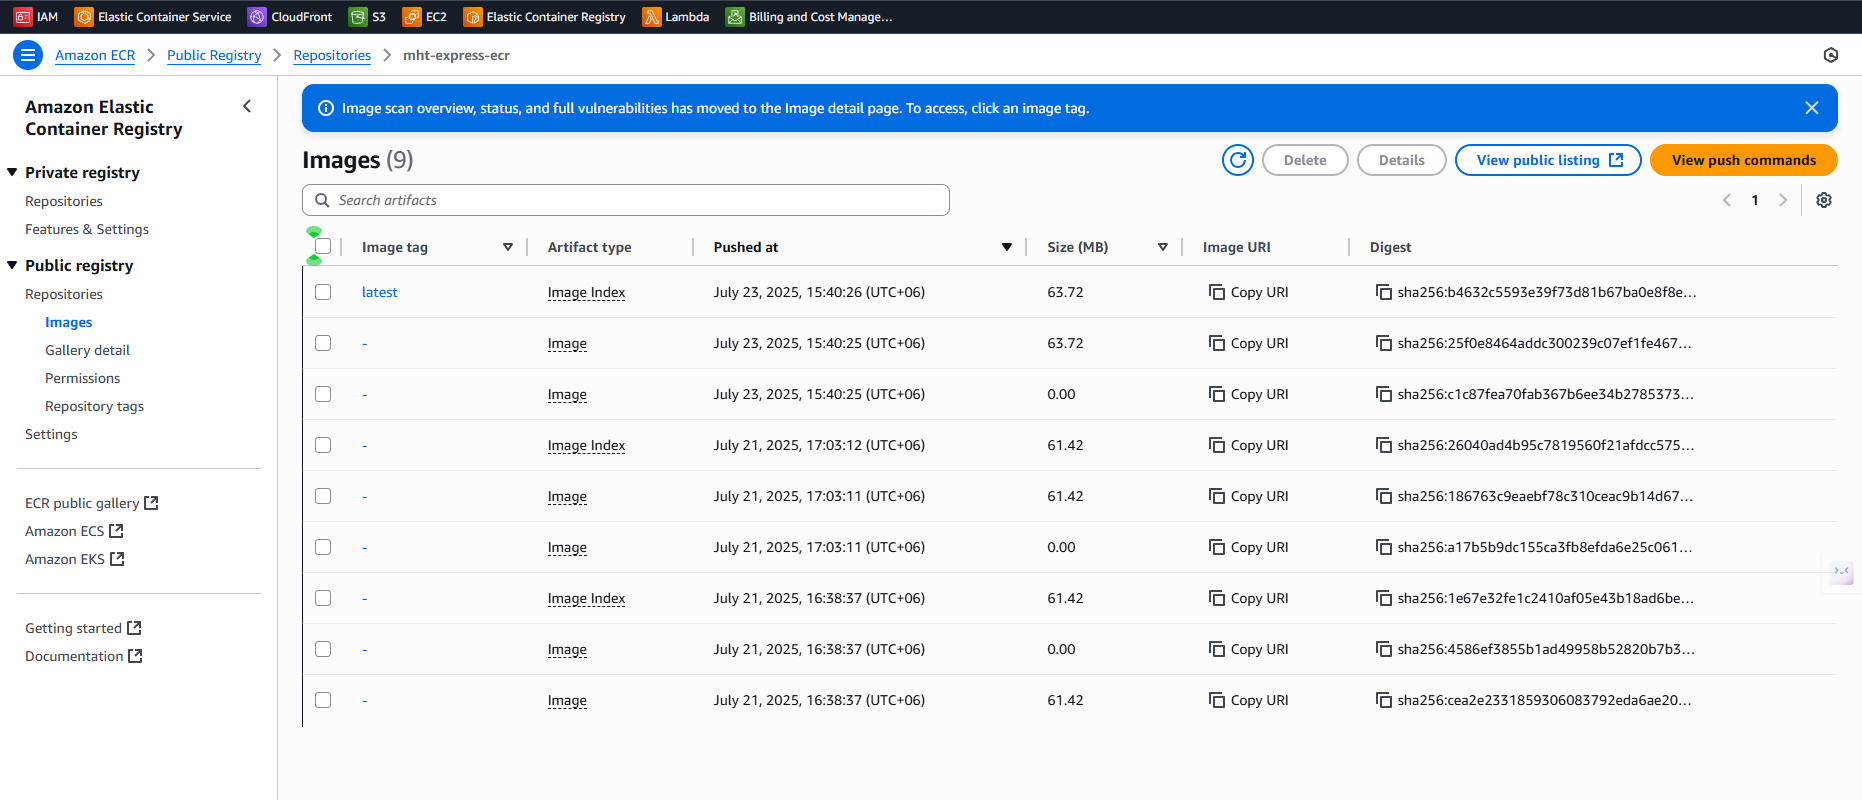 IAM Elastic Container Service CloudFront S3 EC2 Elastic Container Registry Lambda Billing and Cost Manage...
Amazon ECR Public Registry Repositories mht-express-ecr
Amazon Elastic
Container Registry
Private registry
Repositories
Features & Settings
Public registry
Repositories
Images
Gallery detail
Permissions
Repository tags
Settings
ECR public gallery
Amazon ECS
Amazon EKS
Getting started
Documentation
Image scan overview, status, and full vulnerabilities has moved to the Image detail page. To access, click an image tag.
Images (9) Delete Details View public listing View push commands
Search artifacts 1
Image tag Artifact type Pushed at Size (MB) Image URI Digest
latest Image Index July 23, 2025, 15:40:26 (UTC+06) 63.72 Copy URI sha256:b4632c5593e39f73d81b67ba0e8f8e...
- Image July 23, 2025, 15:40:25 (UTC+06) 63.72 Copy URI sha256:25f0e8464addc300239c07ef1fe467...
- Image July 23, 2025, 15:40:25 (UTC+06) 0.00 Copy URI sha256:c1c87fea70fab367b6ee34b2785373...
- Image Index July 21, 2025, 17:03:12 (UTC+06) 61.42 Copy URI sha256:26040ad4b95c7819560f21afdcc575...
- Image July 21, 2025, 17:03:11 (UTC+06) 61.42 Copy URI sha256:186763c9eaebf78c310ceac9b14d67...
- Image July 21, 2025, 17:03:11 (UTC+06) 0.00 Copy URI sha256:a17b5b9dc155ca3fb8efda6e25c061...
- Image Index July 21, 2025, 16:38:37 (UTC+06) 61.42 Copy URI sha256:1e67e32fe1c2410af05e43b18ad6be...
- Image July 21, 2025, 16:38:37 (UTC+06) 0.00 Copy URI sha256:4586ef3855b1ad49958b52820b7b3...
- Image July 21, 2025, 16:38:37 (UTC+06) 61.42 Copy URI sha256:cea2e2331859306083792eda6ae20...